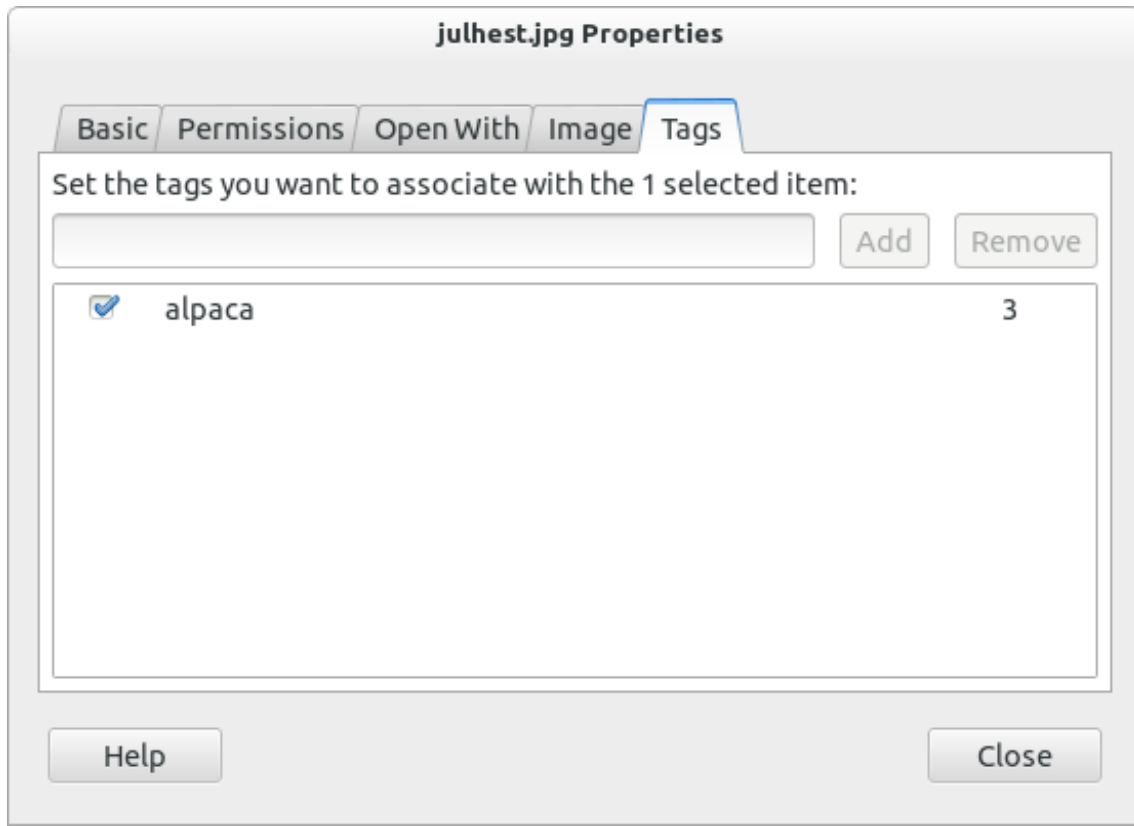 julhest.jpg Properties
Basic Permissions Open With Image Tags
Set the tags you want to associate with the 1 selected item:
Add Remove
alpaca 3
Help Close